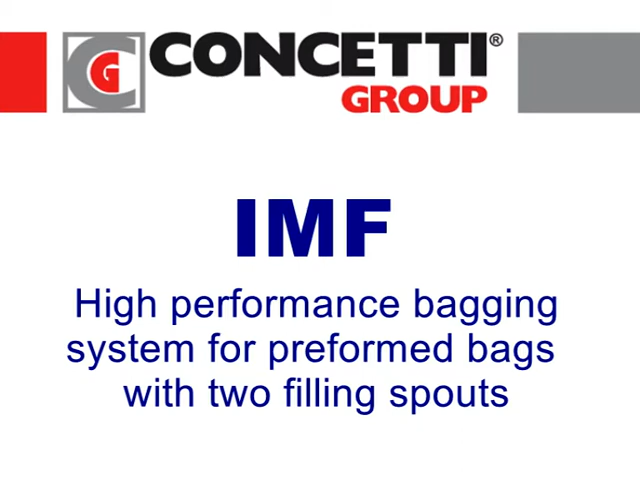 CONCETTI®
GROUP
IMF
High performance bagging
system for preformed bags
with two filling spouts